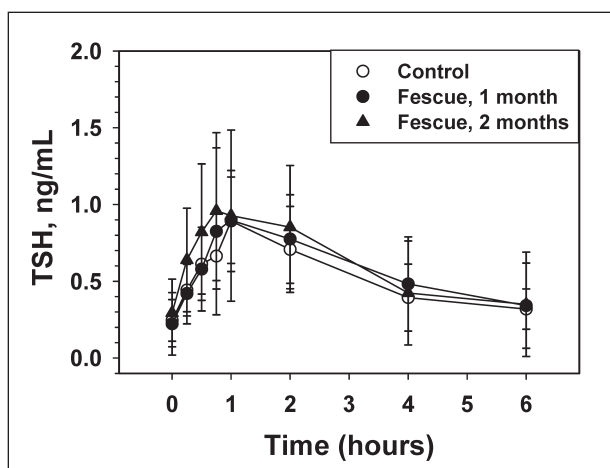 2.0
1.5
1.0
0.5
0.0
TSH, ng/mL
Control
Fescue, 1 month
Fescue, 2 months
0 1 2 3 4 5 6
Time (hours)